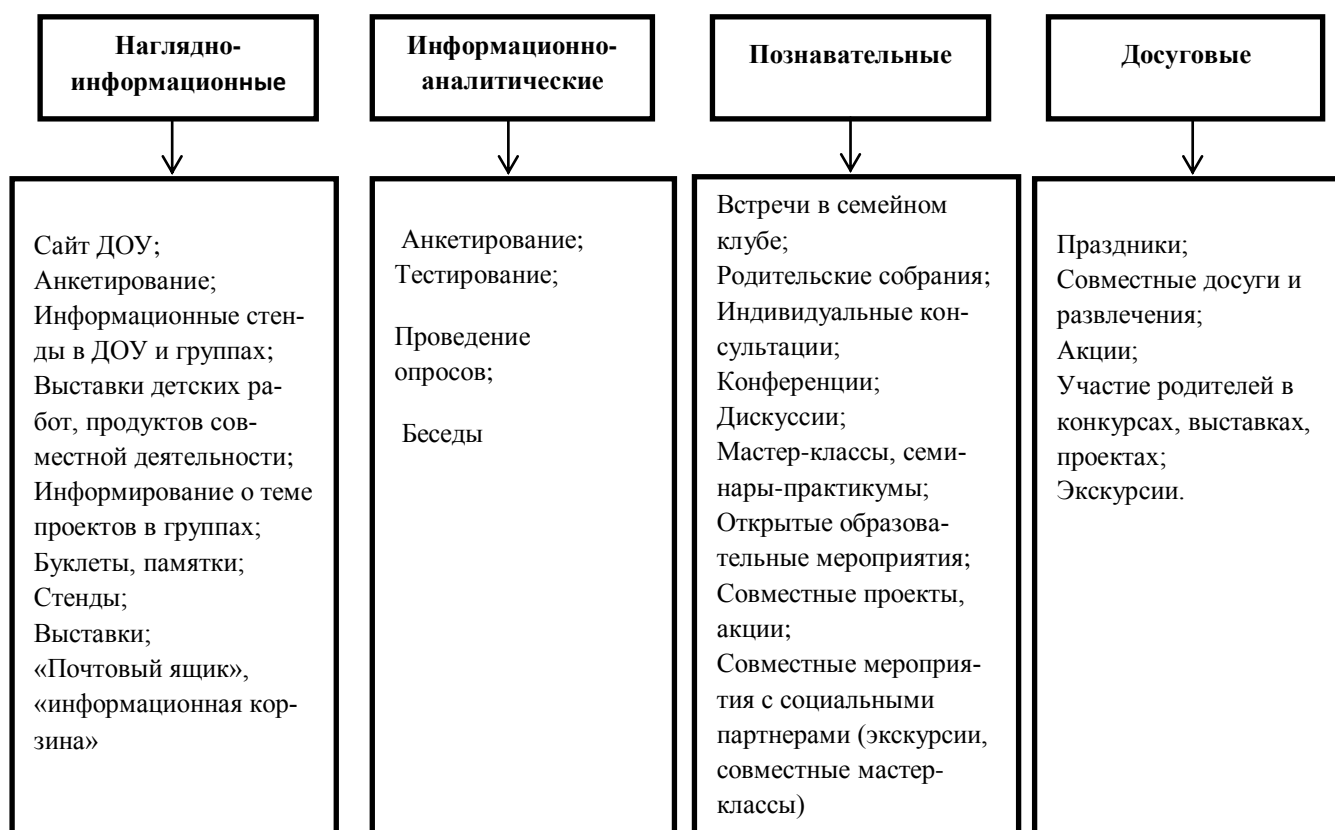 Наглядно-
информационные
Информационно-
аналитические
Познавательные
Досуговые
Сайт ДОУ;
Анкетирование;
Информационные стен-
ды в ДОУ и группах;
Выставки детских ра-
бот, продуктов сов-
местной деятельности;
Информирование о теме
проектов в группах;
Буклеты, памятки;
Стенды;
Выставки;
«Почтовый ящик»,
«информационная кор-
зина»
Анкетирование;
Тестирование;
Проведение
опросов;
Беседы
Встречи в семейном
клубе;
Родительские собрания;
Индивидуальные кон-
сультации;
Конференции;
Дискуссии;
Мастер-классы, семи-
нары-практикумы;
Открытые образова-
тельные мероприятия;
Совместные проекты,
акции;
Совместные мероприя-
тия с социальными
партнерами (экскурсии,
совместные мастер-
классы)
Праздники;
Совместные досуги и
развлечения;
Акции;
Участие родителей в
конкурсах, выставках,
проектах;
Экскурсии.